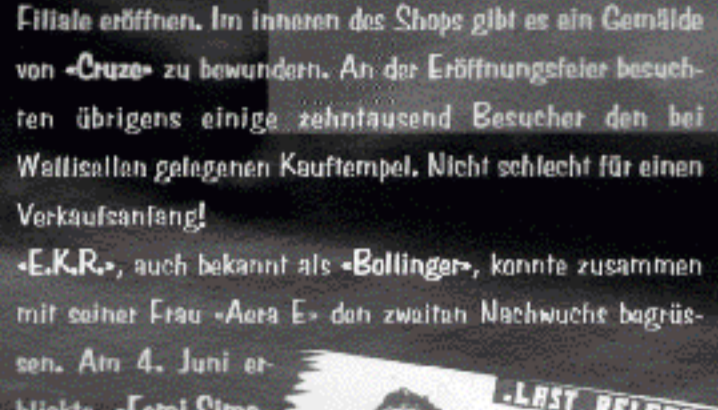 Filiale eröffnen. Im inneren des Shops gibt es ein Gemälde
von «Cruze» zu bewundern. An der Eröffnungsfeier besuch-
ten übrigens einige zehntausend Besucher den bei
Wallisellen gelegenen Kauftempel. Nicht schlecht für einen
Verkaufsanfang!
«E.K.R.», auch bekannt als «Bollinger», konnte zusammen
mit seiner Frau «Aera E» den zweiten Nachwuchs begrüs-
sen. Am 4. Juni er-
LAST